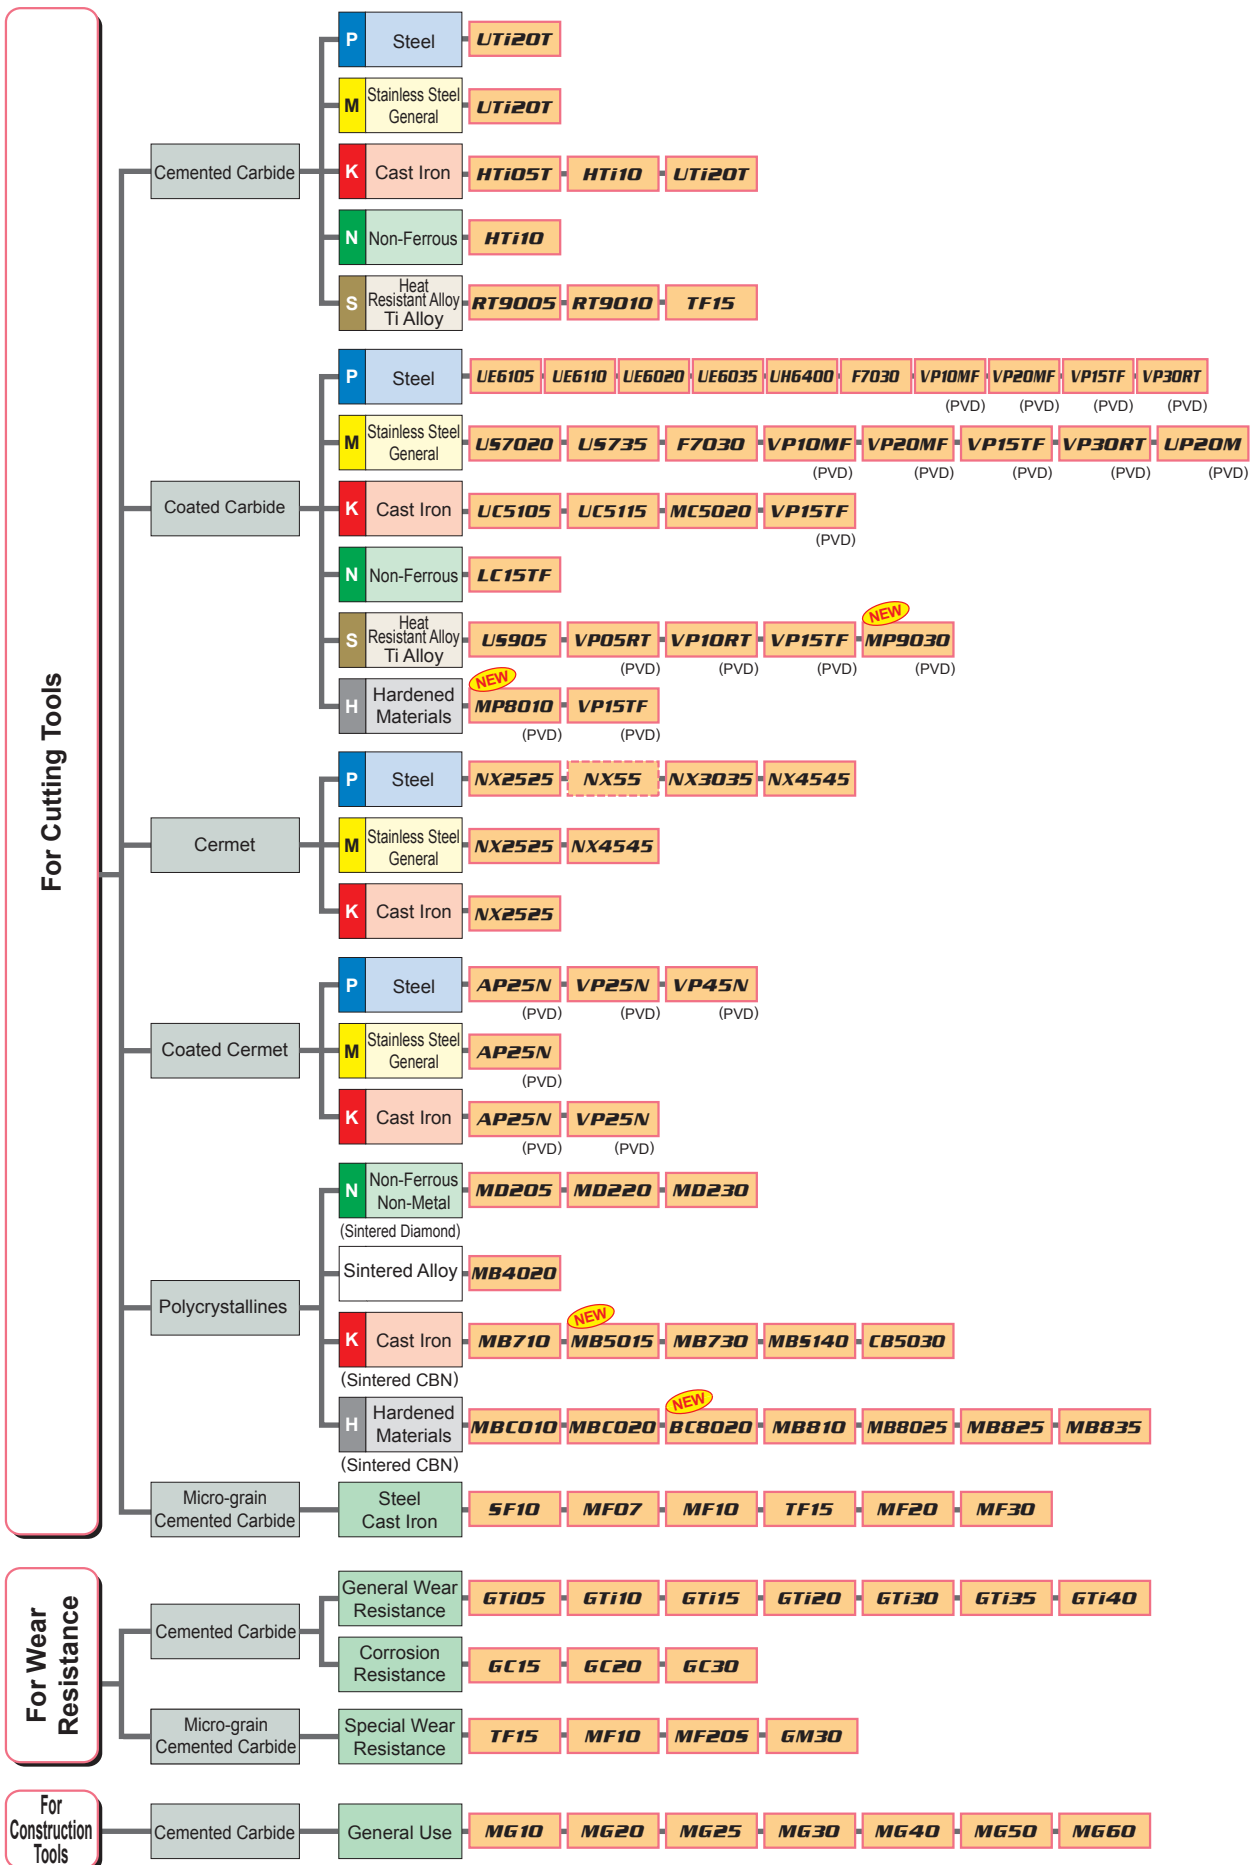 For Cutting Tools
Cemented Carbide
P Steel UTi20T
M Stainless Steel
General UTi20T
K Cast Iron HTi05T HTi10 UTi20T
N Non-Ferrous HTi10
S Heat
Resistant Alloy
Ti Alloy RT9005 RT9010 TF15
Coated Carbide
P Steel UE6105 UE6110 UE6020 UE6035 UH6400 F7030 VP10MF VP20MF VP15TF VP30RT
(PVD) (PVD) (PVD) (PVD)
M Stainless Steel
General US7020 US735 F7030 VP10MF VP20MF VP15TF VP30RT UP20M
(PVD) (PVD) (PVD) (PVD) (PVD)
K Cast Iron UC5105 UC5115 MC5020 VP15TF
(PVD)
N Non-Ferrous LC15TF
NEW
S Heat
Resistant Alloy
Ti Alloy US905 VP05RT VP10RT VP15TF MP9030
(PVD) (PVD) (PVD) (PVD)
NEW
H Hardened
Materials MP8010 VP15TF
(PVD) (PVD)
Cermet
P Steel NX2525 NX55 NX3035 NX4545
M Stainless Steel
General NX2525 NX4545
K Cast Iron NX2525
Coated Cermet
P Steel AP25N VP25N VP45N
(PVD) (PVD) (PVD)
M Stainless Steel
General AP25N
(PVD)
K Cast Iron AP25N VP25N
(PVD) (PVD)
Polycrystallines
N Non-Ferrous
Non-Metal MD205 MD220 MD230
(Sintered Diamond)
Sintered Alloy MB4020
NEW
K Cast Iron MB710 MB5015 MB730 MBS140 CB5030
(Sintered CBN)
NEW
H Hardened
Materials MBC010 MBC020 BC8020 MB810 MB8025 MB825 MB835
(Sintered CBN)
Micro-grain
Cemented Carbide
Steel
Cast Iron SF10 MF07 MF10 TF15 MF20 MF30
For Wear
Resistance
Cemented Carbide
General Wear
Resistance GTi05 GTi10 GTi15 GTi20 GTi30 GTi35 GTi40
Corrosion
Resistance GC15 GC20 GC30
Micro-grain
Cemented Carbide
Special Wear
Resistance TF15 MF10 MF20S GM30
For
Construction
Tools
Cemented Carbide
General Use MG10 MG20 MG25 MG30 MG40 MG50 MG60